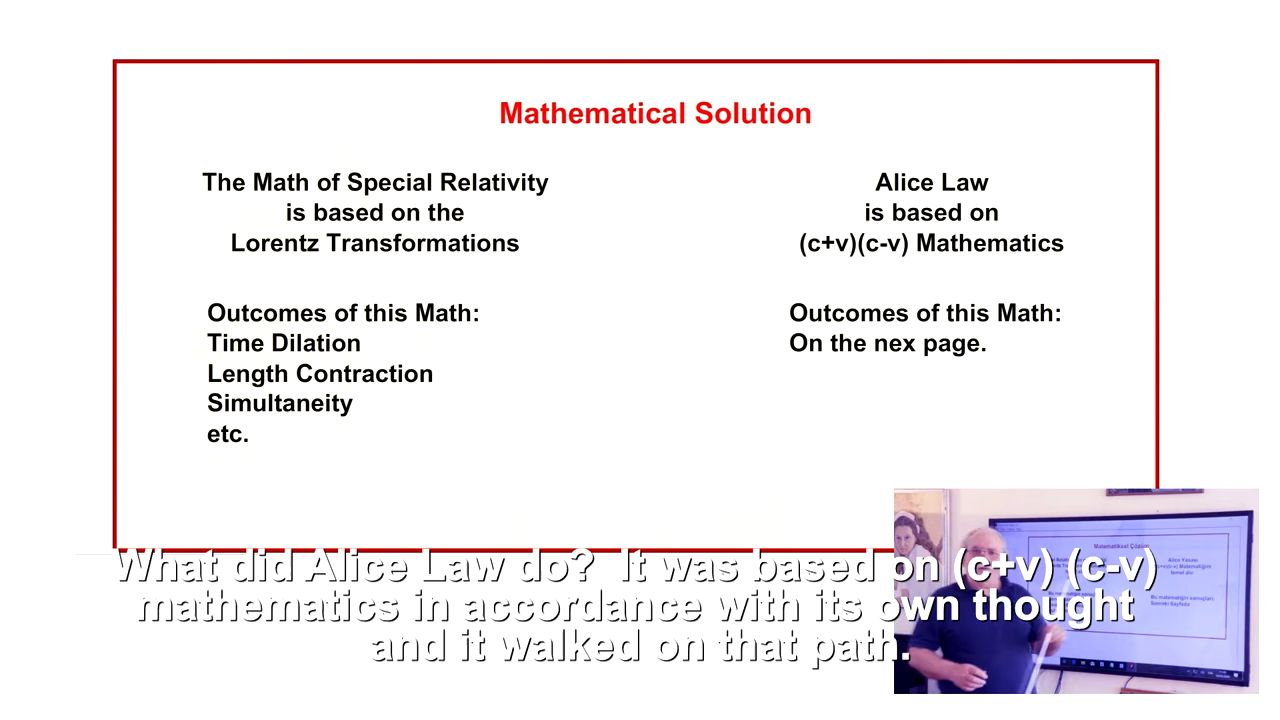 Mathematical Solution
The Math of Special Relativity
is based on the
Lorentz Transformations
Outcomes of this Math:
Time Dilation
Length Contraction
Simultaneity
etc.
Alice Law
is based on
(c+v)(c-v) Mathematics
Outcomes of this Math:
On the nex page.
Matematiksel Çözüm
What did Alice Law do? It was based on (c+v) (c-v)
mathematics in accordance with its own thought
and it walked on that path.